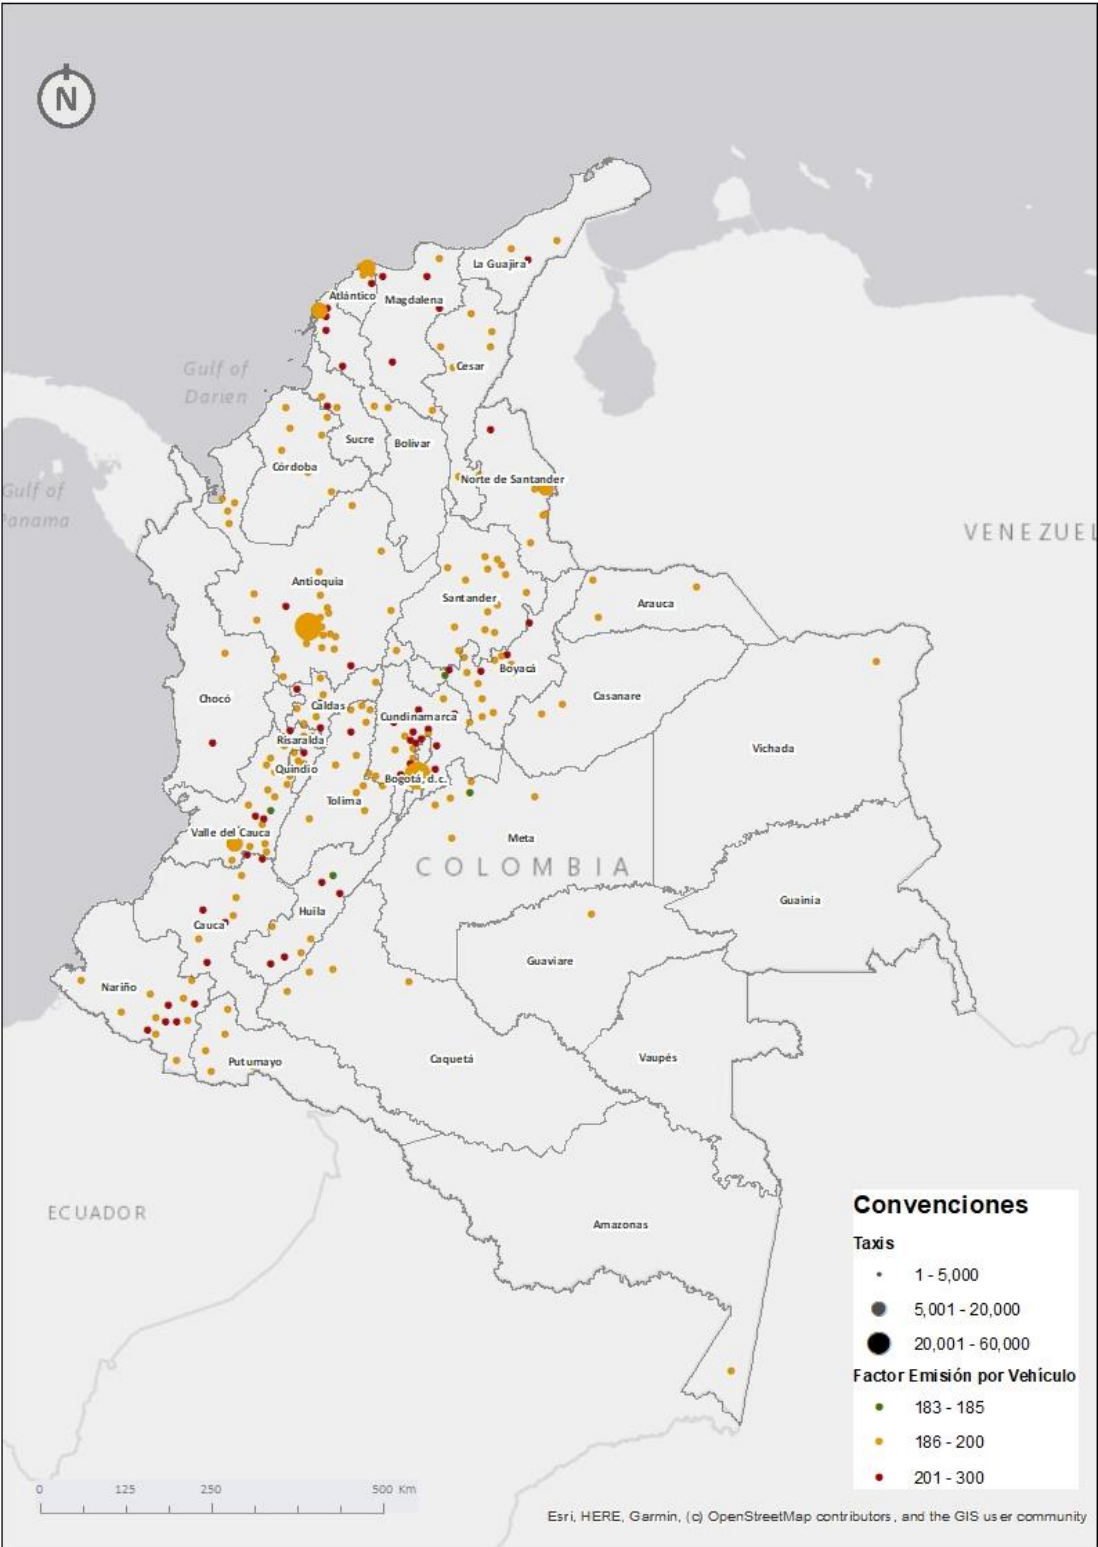 N
La Guajira
Atlántico
Magdalena
Gulf of
Darien
Cesar
Sucre
Bolívar
Córdoba
Norte de Santander
Gulf of
Panama
VENEZUEL
Antioquia
Santander
Arauca
Boyacá
Chocó
Caldas
Casanare
Cundinamarca
Risaralda
Vichada
Quindio
Bogotá, d.c.
Tolima
Valle del Cauca
Meta
COLOMBIA
Guainía
Huila
Cauca
Guaviare
Nariño
Putumayo
Caquetá
Vaupés
ECUADOR
Amazonas
Convenciones
Taxis
1 - 5,000
5,001 - 20,000
20,001 - 60,000
Factor Emisión por Vehículo
183 - 185
186 - 200
201 - 300
0 125 250 500 Km
Esri, HERE, Garmin, (c) OpenStreetMap contributors, and the GIS user community